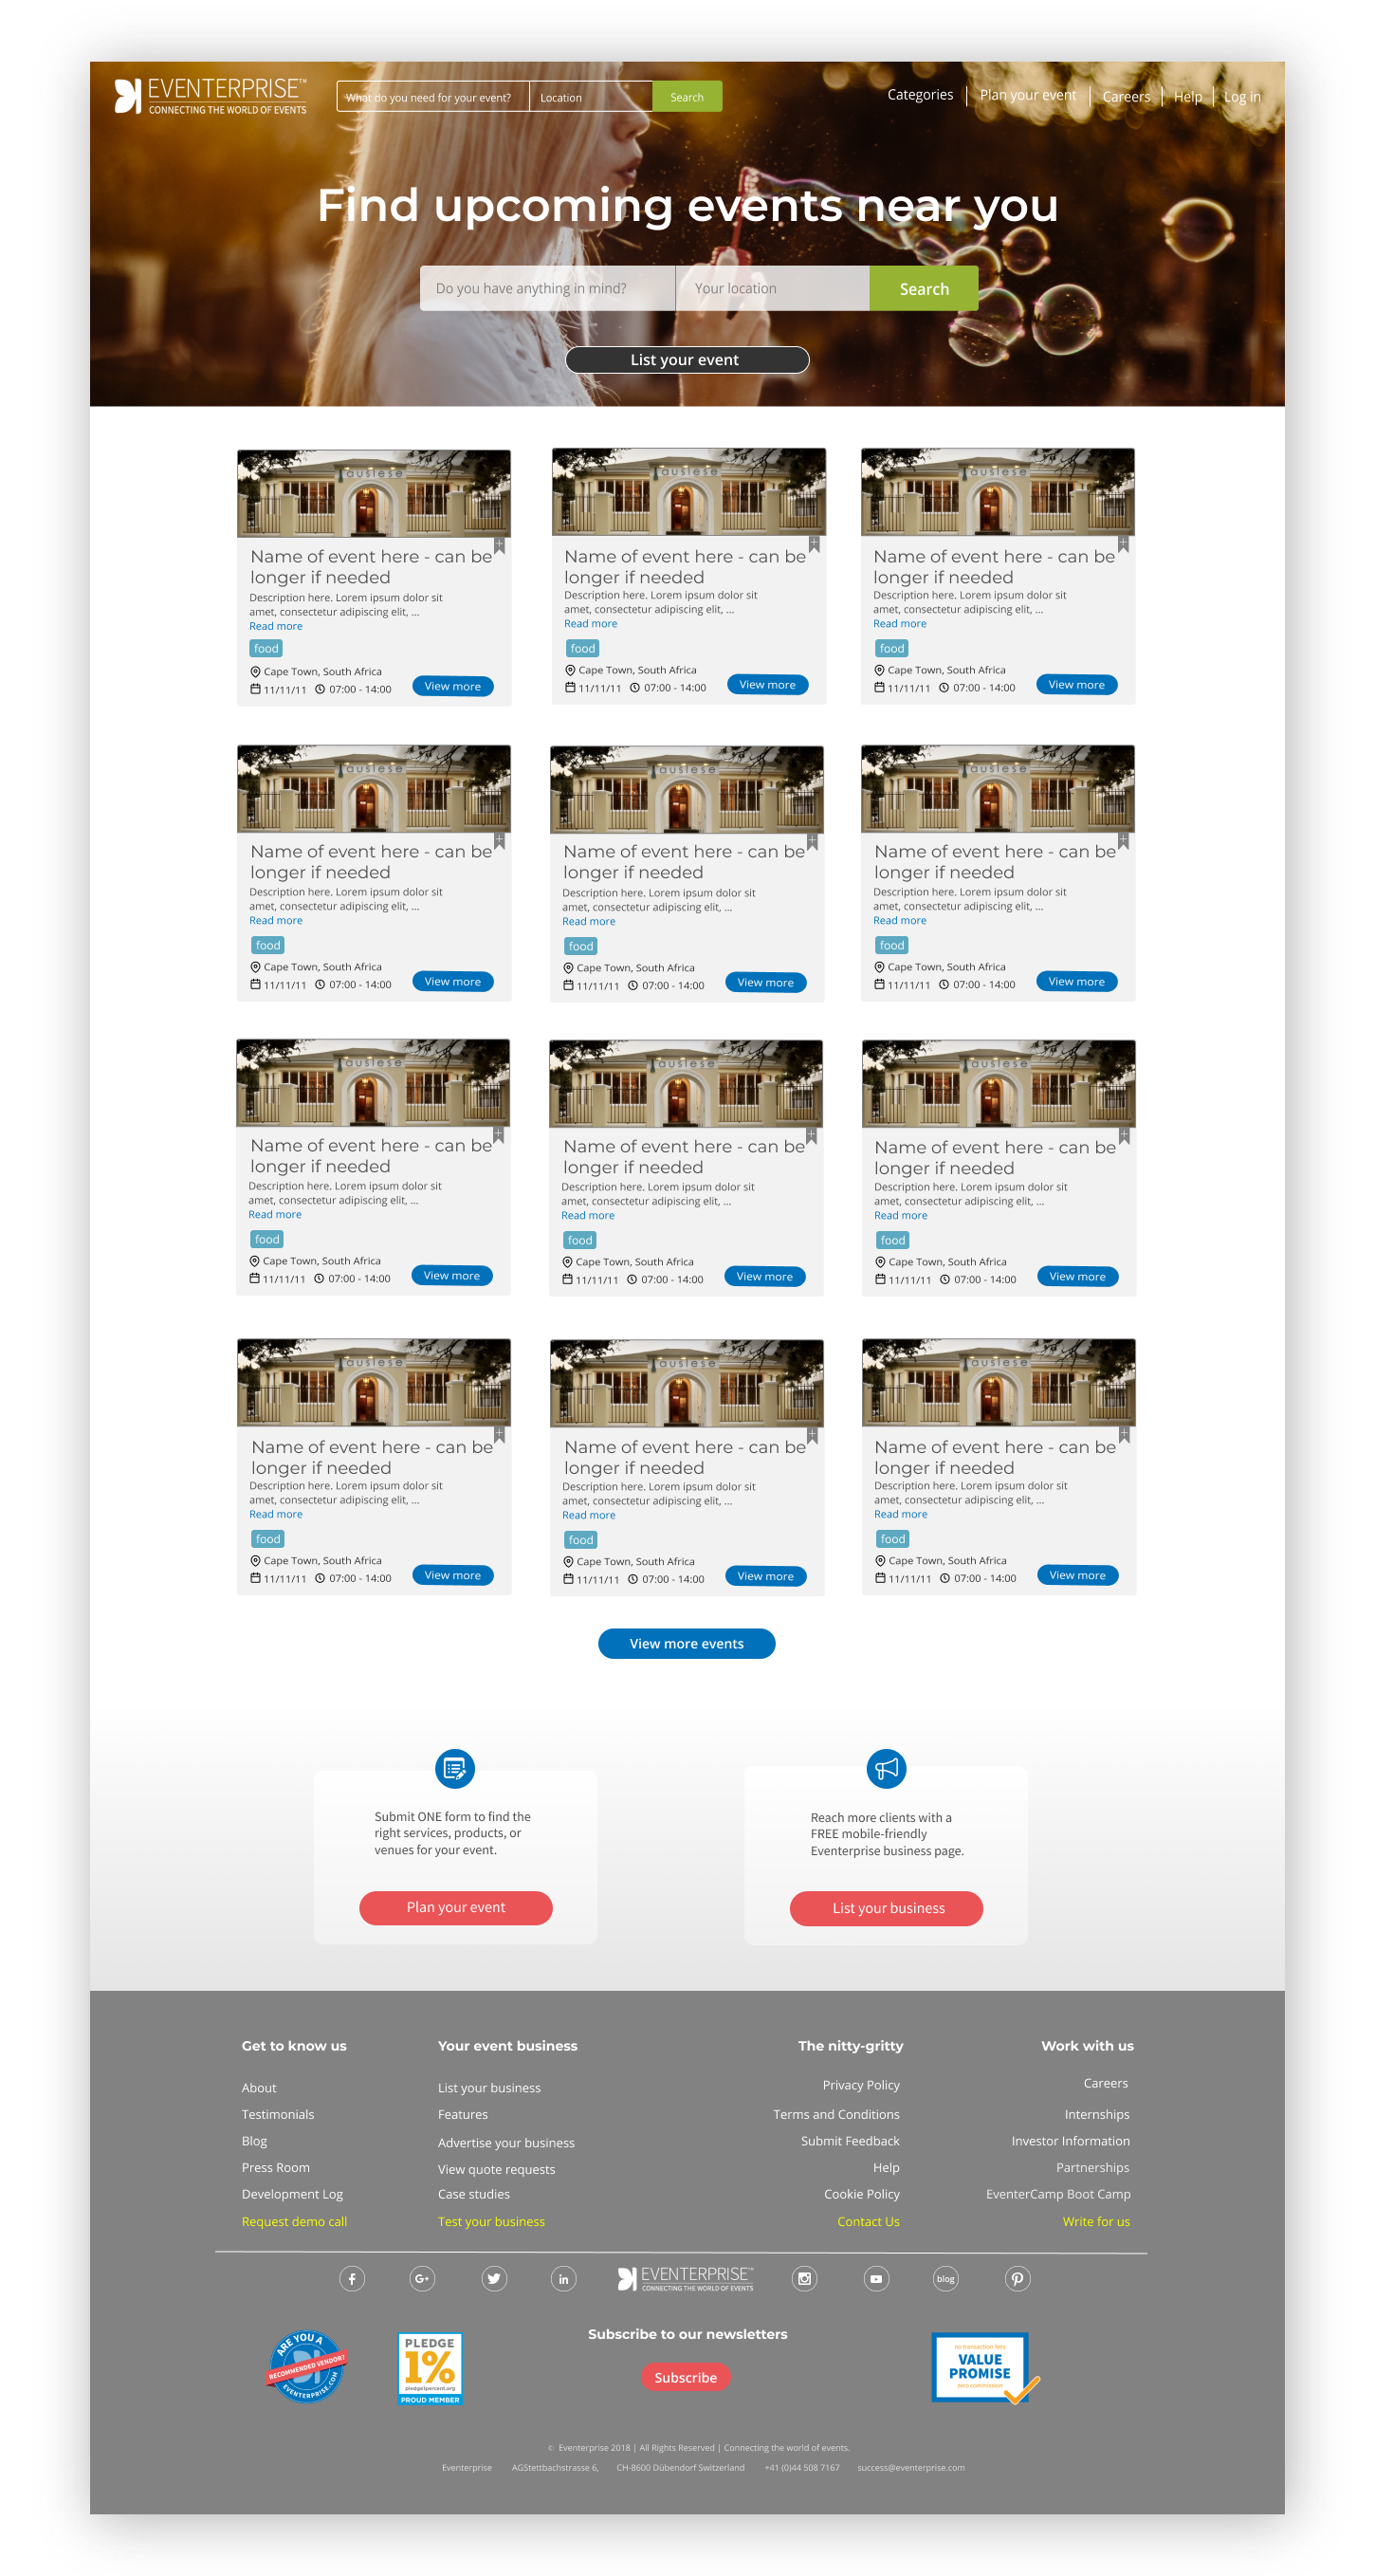 EVENTERPRISE™
CONNECTING THE WORLD OF EVENTS
What do you need for your event?
Location
Search
Categories
Plan your event
Careers
Help
Log in
Find upcoming events near you
Do you have anything in mind?
Your location
Search
List your event
auslese
Name of event here - can be
longer if needed
Description here. Lorem ipsum dolor sit
amet, consectetur adipiscing elit, ...
Read more
food
Cape Town, South Africa
11/11/11 07:00 - 14:00
View more
auslese
Name of event here - can be
longer if needed
Description here. Lorem ipsum dolor sit
amet, consectetur adipiscing elit, ...
Read more
food
Cape Town, South Africa
11/11/11 07:00 - 14:00
View more
auslese
Name of event here - can be
longer if needed
Description here. Lorem ipsum dolor sit
amet, consectetur adipiscing elit, ...
Read more
food
Cape Town, South Africa
11/11/11 07:00 - 14:00
View more
auslese
Name of event here - can be
longer if needed
Description here. Lorem ipsum dolor sit
amet, consectetur adipiscing elit, ...
Read more
food
Cape Town, South Africa
11/11/11 07:00 - 14:00
View more
auslese
Name of event here - can be
longer if needed
Description here. Lorem ipsum dolor sit
amet, consectetur adipiscing elit, ...
Read more
food
Cape Town, South Africa
11/11/11 07:00 - 14:00
View more
auslese
Name of event here - can be
longer if needed
Description here. Lorem ipsum dolor sit
amet, consectetur adipiscing elit, ...
Read more
food
Cape Town, South Africa
11/11/11 07:00 - 14:00
View more
auslese
Name of event here - can be
longer if needed
Description here. Lorem ipsum dolor sit
amet, consectetur adipiscing elit, ...
Read more
food
Cape Town, South Africa
11/11/11 07:00 - 14:00
View more
auslese
Name of event here - can be
longer if needed
Description here. Lorem ipsum dolor sit
amet, consectetur adipiscing elit, ...
Read more
food
Cape Town, South Africa
11/11/11 07:00 - 14:00
View more
auslese
Name of event here - can be
longer if needed
Description here. Lorem ipsum dolor sit
amet, consectetur adipiscing elit, ...
Read more
food
Cape Town, South Africa
11/11/11 07:00 - 14:00
View more
auslese
Name of event here - can be
longer if needed
Description here. Lorem ipsum dolor sit
amet, consectetur adipiscing elit, ...
Read more
food
Cape Town, South Africa
11/11/11 07:00 - 14:00
View more
auslese
Name of event here - can be
longer if needed
Description here. Lorem ipsum dolor sit
amet, consectetur adipiscing elit, ...
Read more
food
Cape Town, South Africa
11/11/11 07:00 - 14:00
View more
auslese
Name of event here - can be
longer if needed
Description here. Lorem ipsum dolor sit
amet, consectetur adipiscing elit, ...
Read more
food
Cape Town, South Africa
11/11/11 07:00 - 14:00
View more
View more events
Submit ONE form to find the
right services, products, or
venues for your event.
Plan your event
Reach more clients with a
FREE mobile-friendly
Eventerprise business page.
List your business
Get to know us
About
Testimonials
Blog
Press Room
Development Log
Request demo call
Your event business
List your business
Features
Advertise your business
View quote requests
Case studies
Test your business
The nitty-gritty
Privacy Policy
Terms and Conditions
Submit Feedback
Help
Cookie Policy
Contact Us
Work with us
Careers
Internships
Investor Information
Partnerships
EventerCamp Boot Camp
Write for us
f
G+
in
EVENTERPRISE™
CONNECTING THE WORLD OF EVENTS
blog
ARE YOU A
RECOMMENDED VENDOR?
EVENTERPRISE.COM
PLEDGE
1%
pledge1percent.org
PROUD MEMBER
Subscribe to our newsletters
Subscribe
no transaction fees
VALUE
PROMISE
zero commission
© Eventerprise 2018 | All Rights Reserved | Connecting the world of events.
Eventerprise AGStettbachstrasse 6, CH-8600 Dübendorf Switzerland +41 (0)44 508 7167 success@eventerprise.com